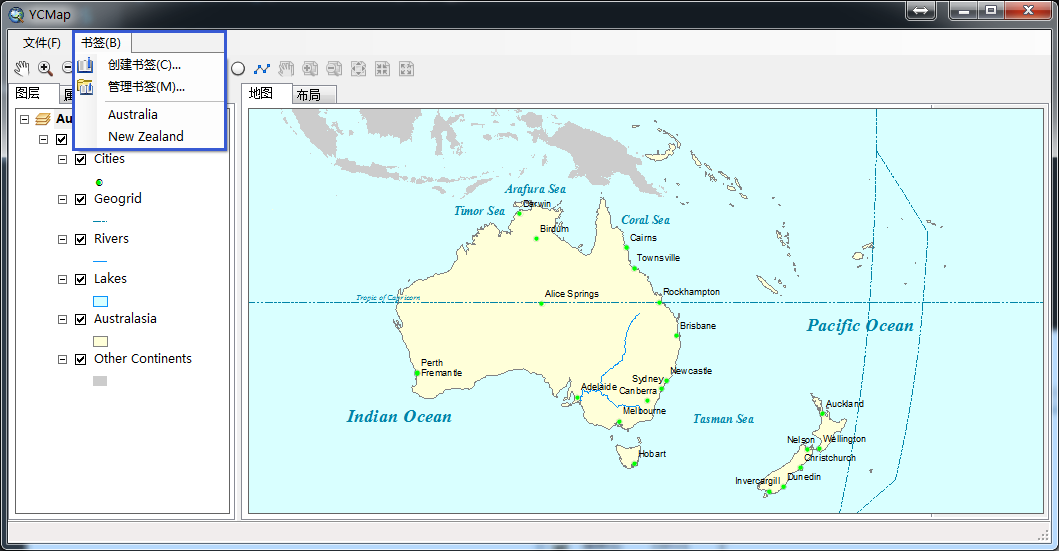 YCMap
文件(F)
书签(B)
创建书签(C)...
管理书签(M)...
Australia
New Zealand
图层
地图
布局
Cities
Geogrid
Rivers
Lakes
Australasia
Other Continents
Arafura Sea
Timor Sea
Darwin
Coral Sea
Birdum
Cairns
Townsville
Alice Springs
Rockhampton
Tropic of Capricorn
Brisbane
Pacific Ocean
Perth
Fremantle
Newcastle
Sydney
Adelaide
Canberra
Melbourne
Indian Ocean
Tasman Sea
Auckland
Nelson
Wellington
Hobart
Christchurch
Invercargill
Dunedin